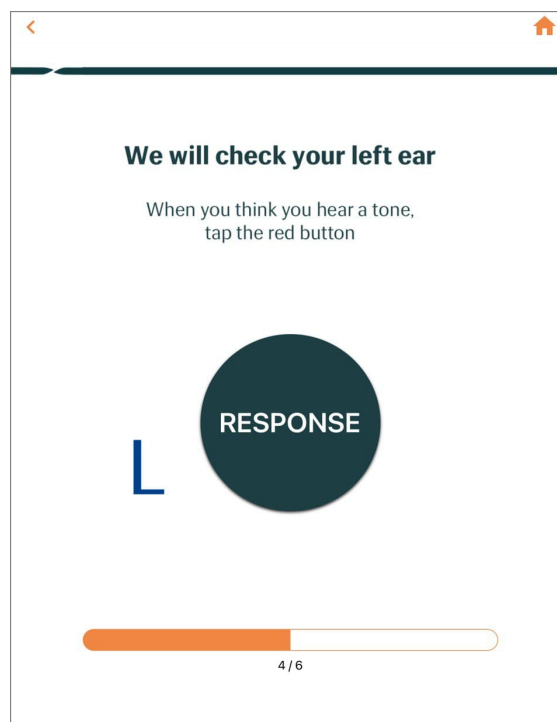 We will check your left ear
When you think you hear a tone,
tap the red button
RESPONSE
L
4 / 6